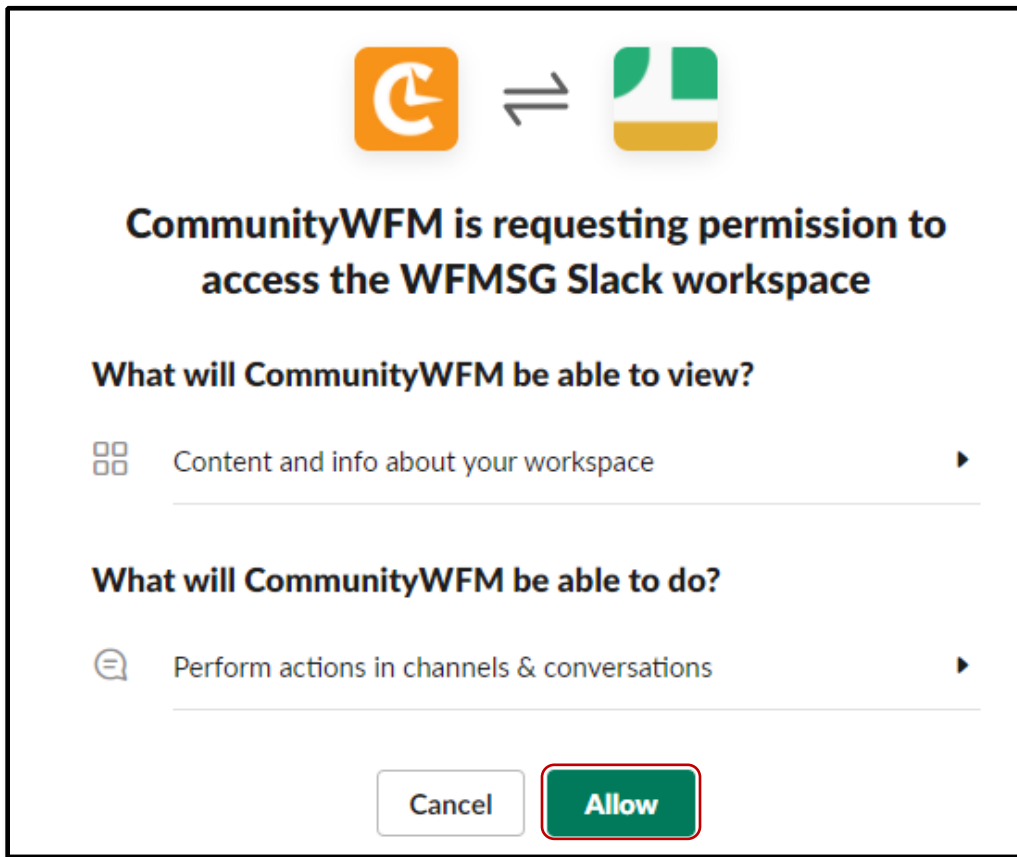 CommunityWFM is requesting permission to
access the WFMSG Slack workspace
What will CommunityWFM be able to view?
Content and info about your workspace
What will CommunityWFM be able to do?
Perform actions in channels & conversations
Cancel
Allow